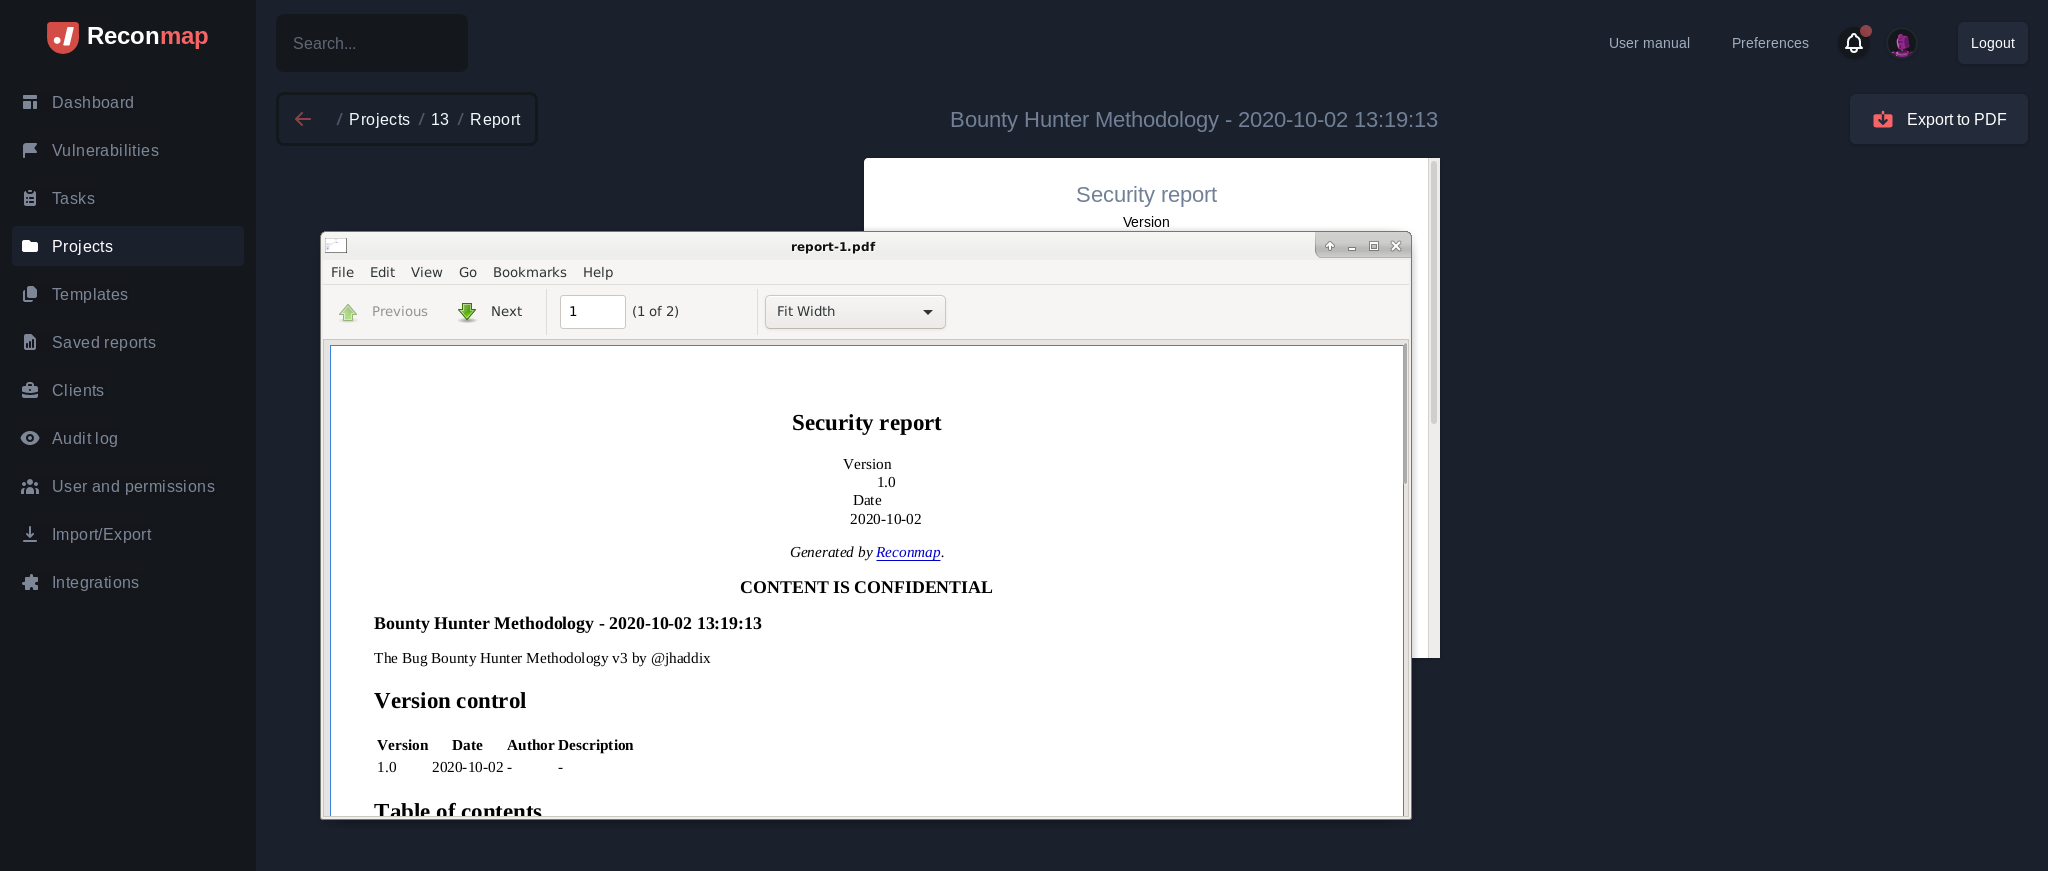 Reconmap
Search...
User manual
Preferences
Logout
Dashboard
Vulnerabilities
Tasks
Projects
Templates
Saved reports
Clients
Audit log
User and permissions
Import/Export
Integrations
/ Projects / 13 / Report
Bounty Hunter Methodology - 2020-10-02 13:19:13
Export to PDF
Security report
Version
report-1.pdf
File Edit View Go Bookmarks Help
Previous Next 1 (1 of 2) Fit Width
Security report
Version
1.0
Date
2020-10-02
Generated by Reconmap.
CONTENT IS CONFIDENTIAL
Bounty Hunter Methodology - 2020-10-02 13:19:13
The Bug Bounty Hunter Methodology v3 by @jhaddix
Version control
Version Date Author Description
1.0 2020-10-02 - -
Table of contents